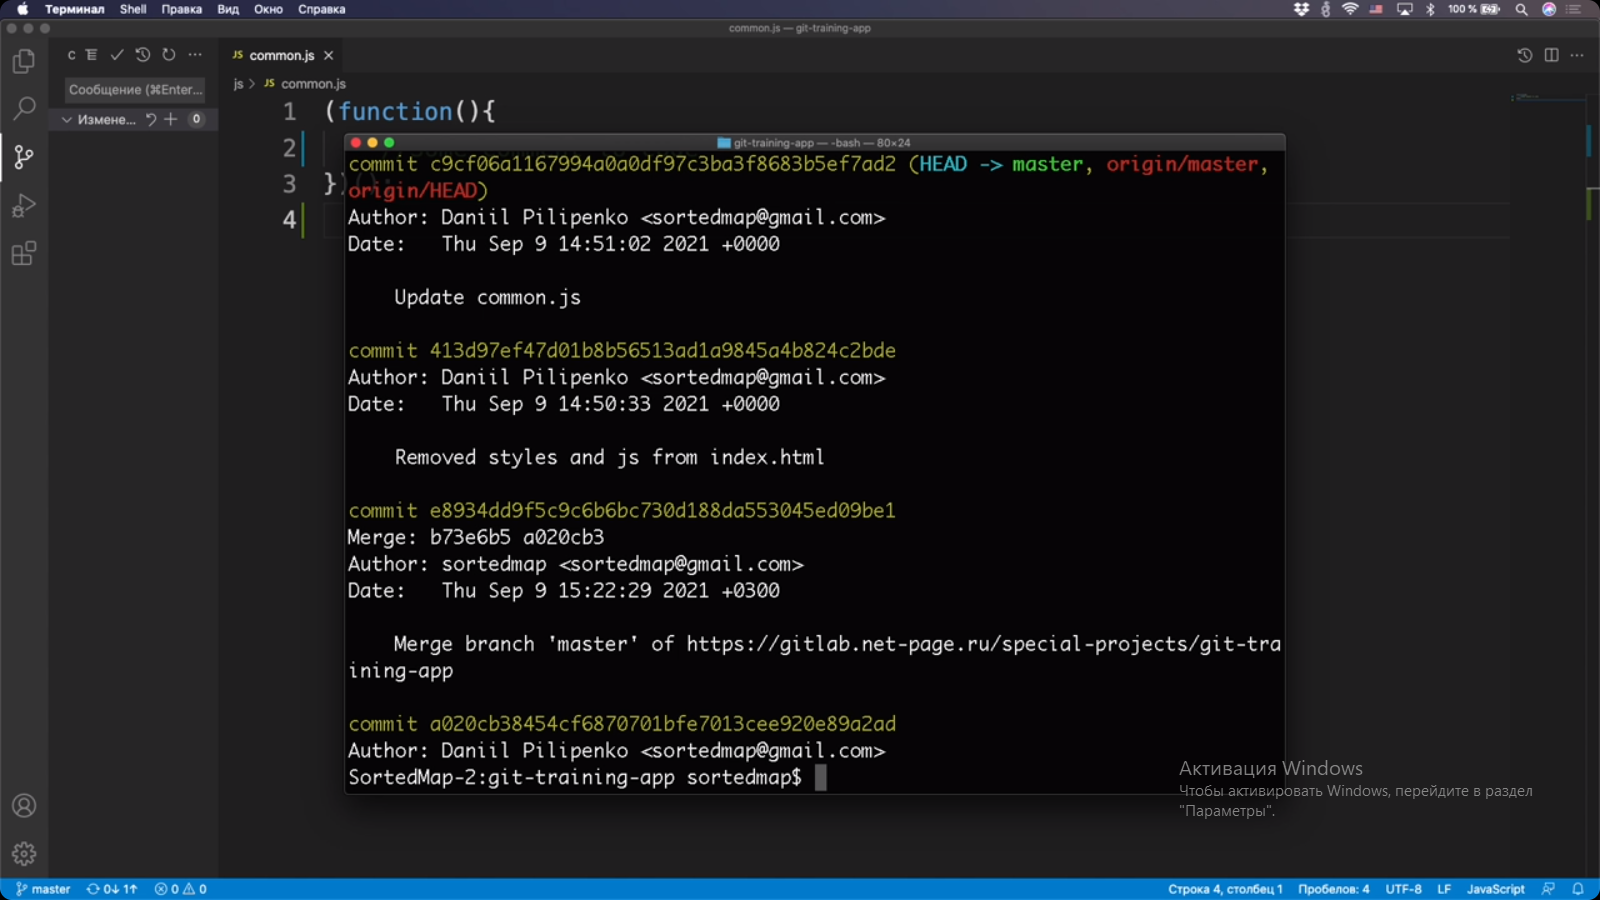 Терминал Shell Правка Вид Окно Справка 100 %
common.js — git-training-app
JS common.js
Сообщение (⌘Enter...
js > JS common.js
Измене... 0
1 (function(){
2
3 }
4
git-training-app — -bash — 80×24
commit c9cf06a1167994a0a0df97c3ba3f8683b5ef7ad2 (HEAD -> master, origin/master,
origin/HEAD)
Author: Daniil Pilipenko <sortedmap@gmail.com>
Date: Thu Sep 9 14:51:02 2021 +0000
Update common.js
commit 413d97ef47d01b8b56513ad1a9845a4b824c2bde
Author: Daniil Pilipenko <sortedmap@gmail.com>
Date: Thu Sep 9 14:50:33 2021 +0000
Removed styles and js from index.html
commit e8934dd9f5c9c6b6bc730d188da553045ed09be1
Merge: b73e6b5 a020cb3
Author: sortedmap <sortedmap@gmail.com>
Date: Thu Sep 9 15:22:29 2021 +0300
Merge branch 'master' of https://gitlab.net-page.ru/special-projects/git-tra
ining-app
commit a020cb38454cf6870701bfe7013cee920e89a2ad
Author: Daniil Pilipenko <sortedmap@gmail.com>
SortedMap-2:git-training-app sortedmap$
Активация Windows
Чтобы активировать Windows, перейдите в раздел
"Параметры".
master 0↓ 1↑ 0 0 Строка 4, столбец 1 Пробелов: 4 UTF-8 LF JavaScript